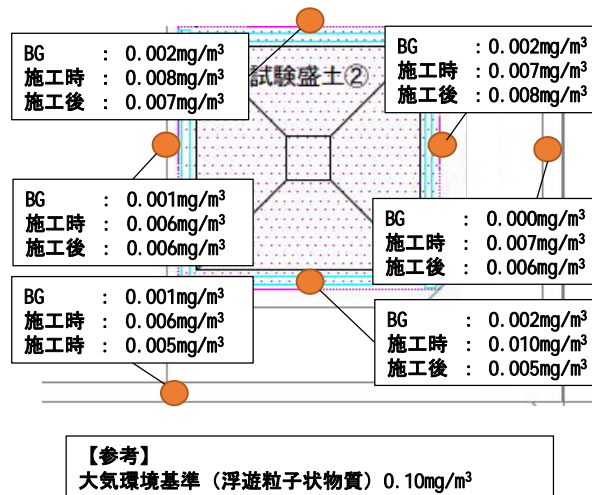 BG : 0.002mg/m³
施工時 : 0.008mg/m³
施工後 : 0.007mg/m³
試験盛土②
BG : 0.002mg/m³
施工時 : 0.007mg/m³
施工後 : 0.008mg/m³
BG : 0.001mg/m³
施工時 : 0.006mg/m³
施工後 : 0.006mg/m³
BG : 0.000mg/m³
施工時 : 0.007mg/m³
施工後 : 0.006mg/m³
BG : 0.001mg/m³
施工時 : 0.006mg/m³
施工時 : 0.005mg/m³
BG : 0.002mg/m³
施工時 : 0.010mg/m³
施工後 : 0.005mg/m³
【参考】
大気環境基準（浮遊粒子状物質）0.10mg/m³